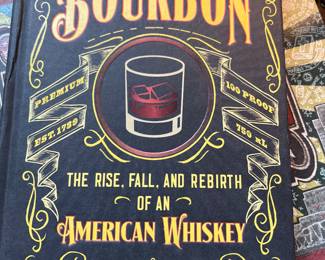 BOURBON
PREMIUM
EST. 1789
100 PROOF
750 ML
THE RISE, FALL, AND REBIRTH
OF AN
AMERICAN WHISKEY